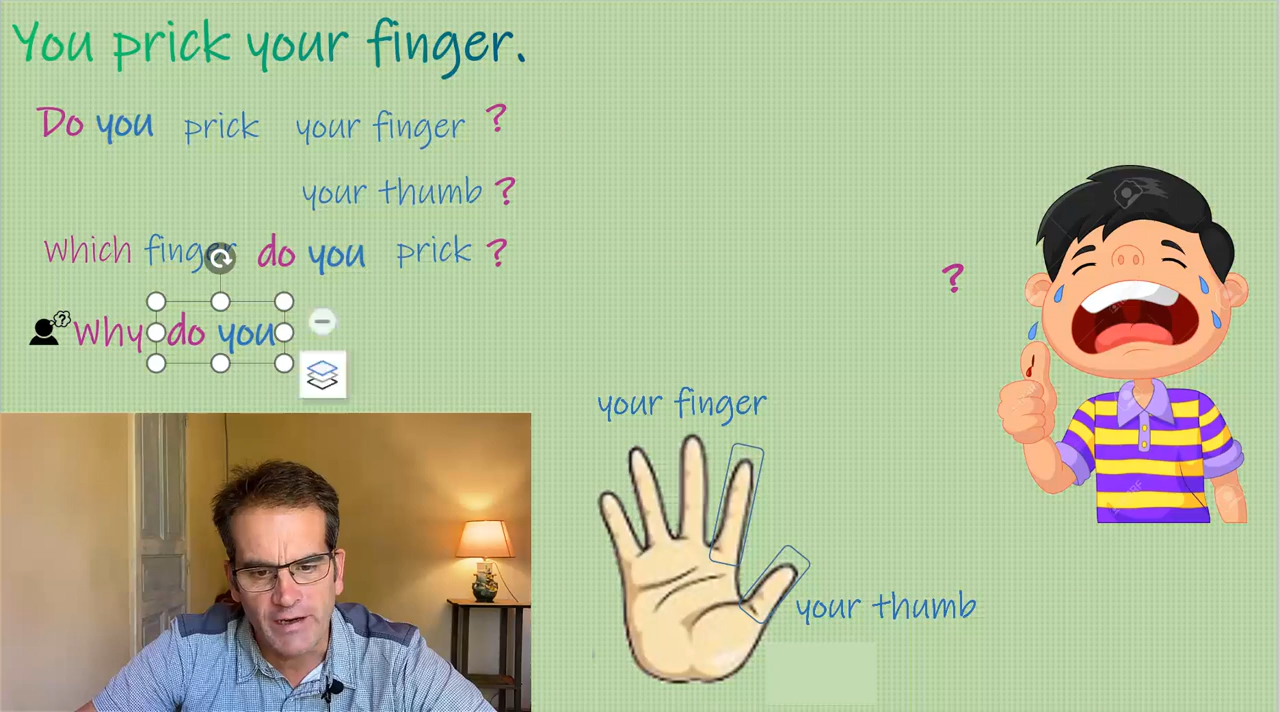 You prick your finger.
Do you prick your finger ?
your thumb ?
Which finger do you prick ?
?
Why do you
your finger
your thumb